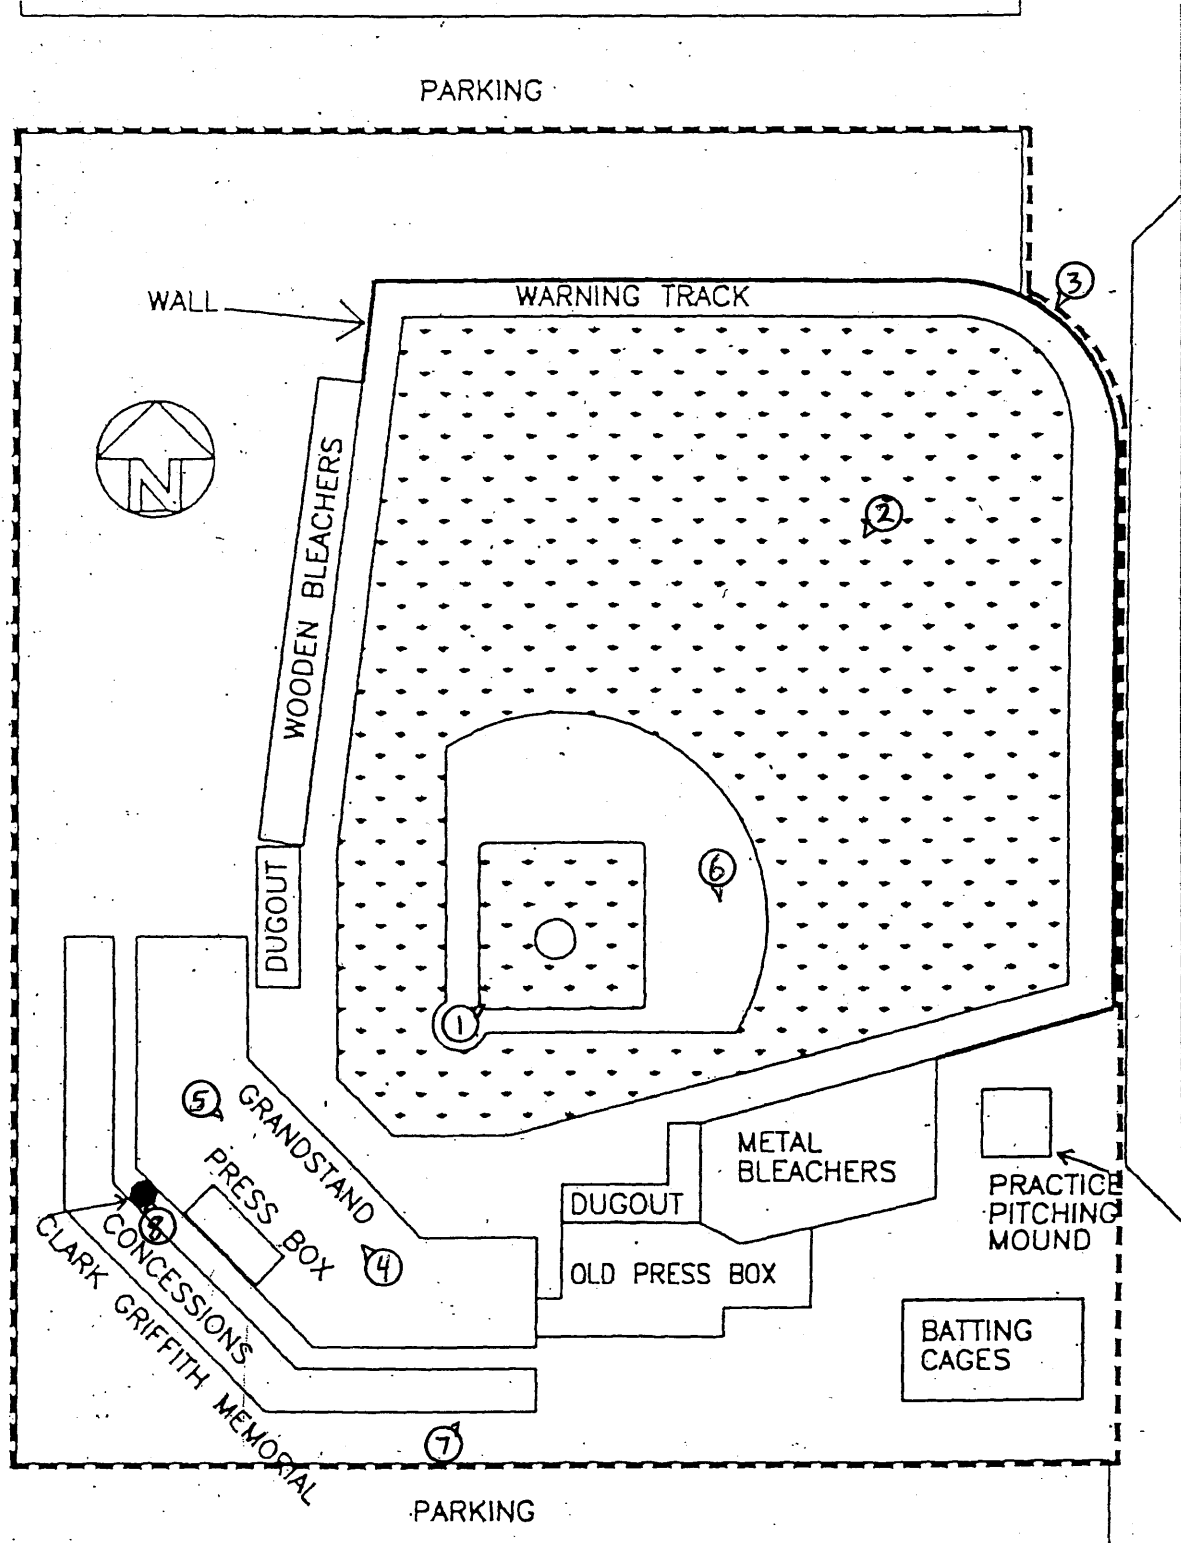 PARKING
3
WALL
WARNING TRACK
N
WOODEN BLEACHERS
2
6
DUGOUT
1
5
GRANDSTAND
PRESS BOX
METAL
BLEACHERS
PRACTICE
PITCHING
MOUND
DUGOUT
8
4
CONCESSIONS
OLD PRESS BOX
CLARK GRIFFITH MEMORIAL
BATTING
CAGES
7
PARKING